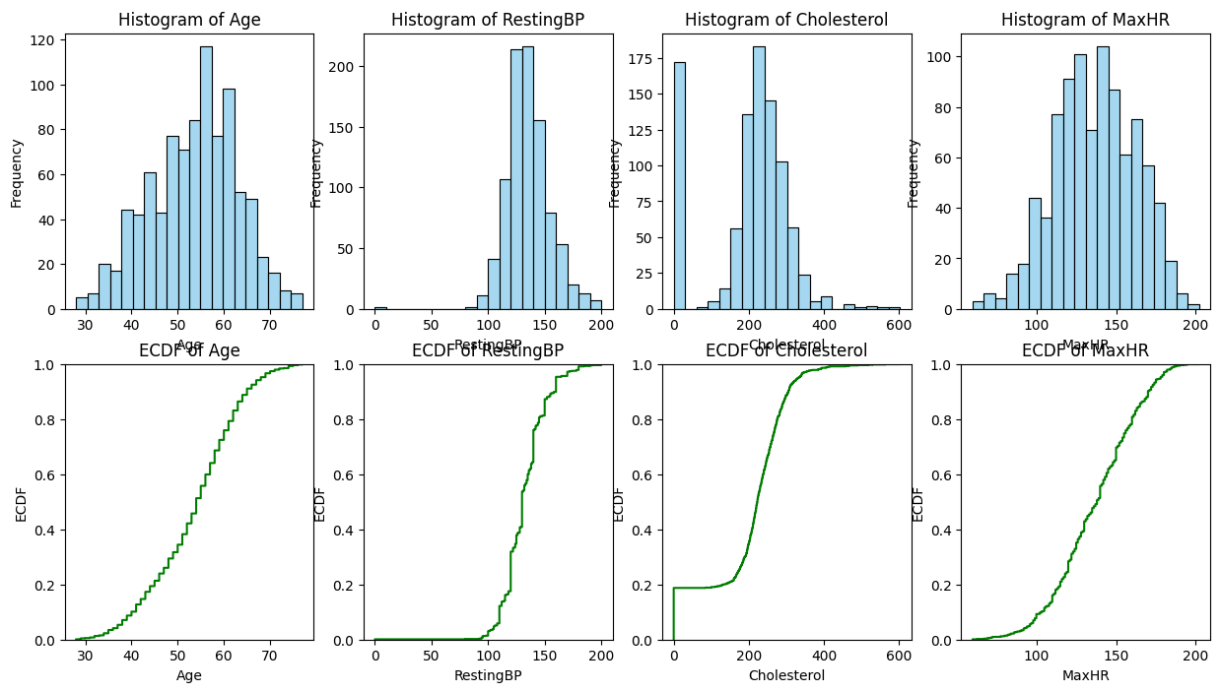 Histogram of Age
Histogram of RestingBP
Histogram of Cholesterol
Histogram of MaxHR
Frequency
120
100
80
60
40
20
0
30 40 50 60 70
Age
Frequency
200
150
100
50
0
0 50 100 150 200
RestingBP
Frequency
175
150
125
100
75
50
25
0
0 200 400 600
Cholesterol
Frequency
100
80
60
40
20
0
100 150 200
MaxHR
ECDF of Age
ECDF of RestingBP
ECDF of Cholesterol
ECDF of MaxHR
ECDF
1.0
0.8
0.6
0.4
0.2
0.0
30 40 50 60 70
Age
ECDF
1.0
0.8
0.6
0.4
0.2
0.0
0 50 100 150 200
RestingBP
ECDF
1.0
0.8
0.6
0.4
0.2
0.0
0 200 400 600
Cholesterol
ECDF
1.0
0.8
0.6
0.4
0.2
0.0
100 150 200
MaxHR